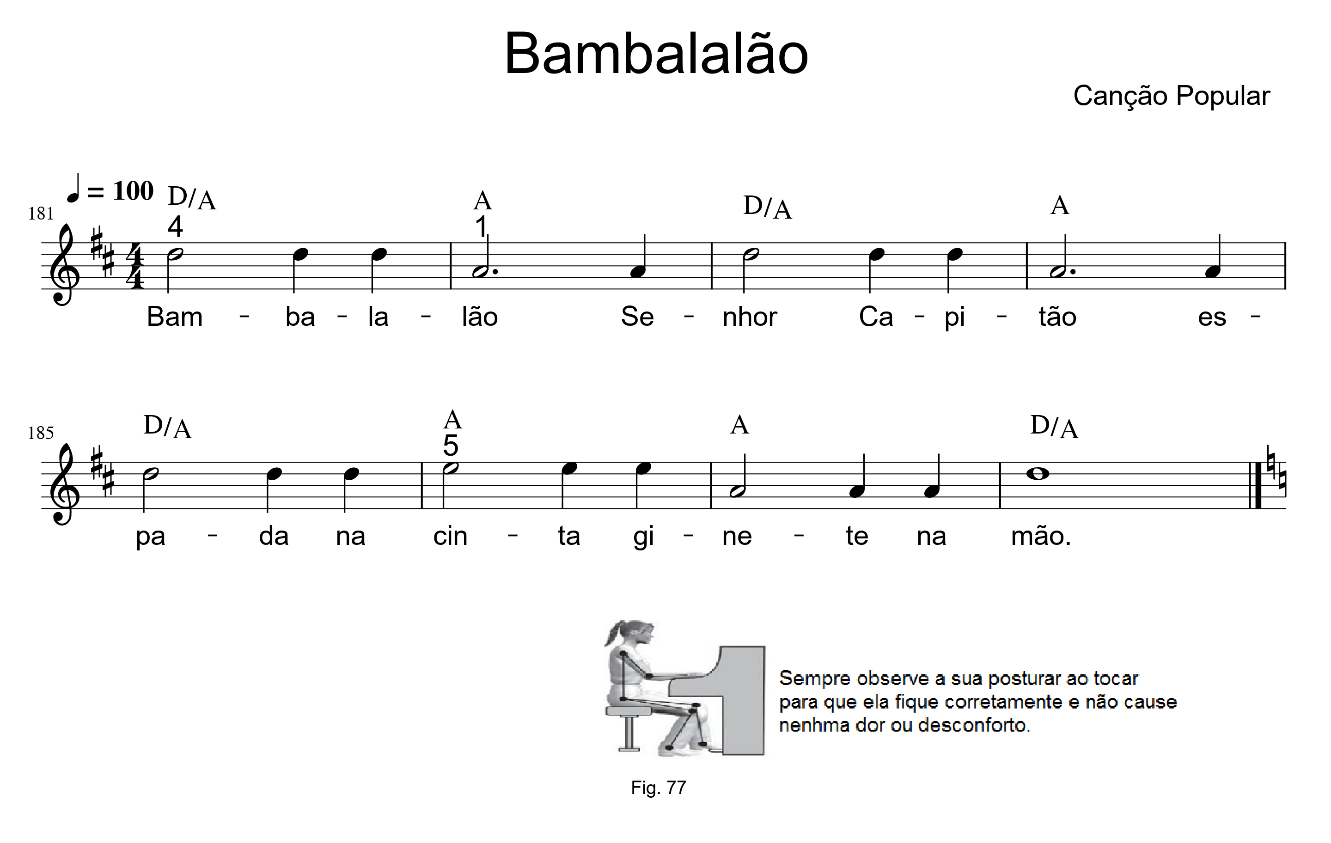 Bambalalão
Canção Popular
= 100
181
D/A A D/A A
4 1
4
4
Bam - ba - la - lão Se - nhor Ca - pi - tão es -
185
D/A A A D/A
5
pa - da na cin - ta gi - ne - te na mão.
Sempre observe a sua posturar ao tocar
para que ela fique corretamente e não cause
nenhma dor ou desconforto.
Fig. 77